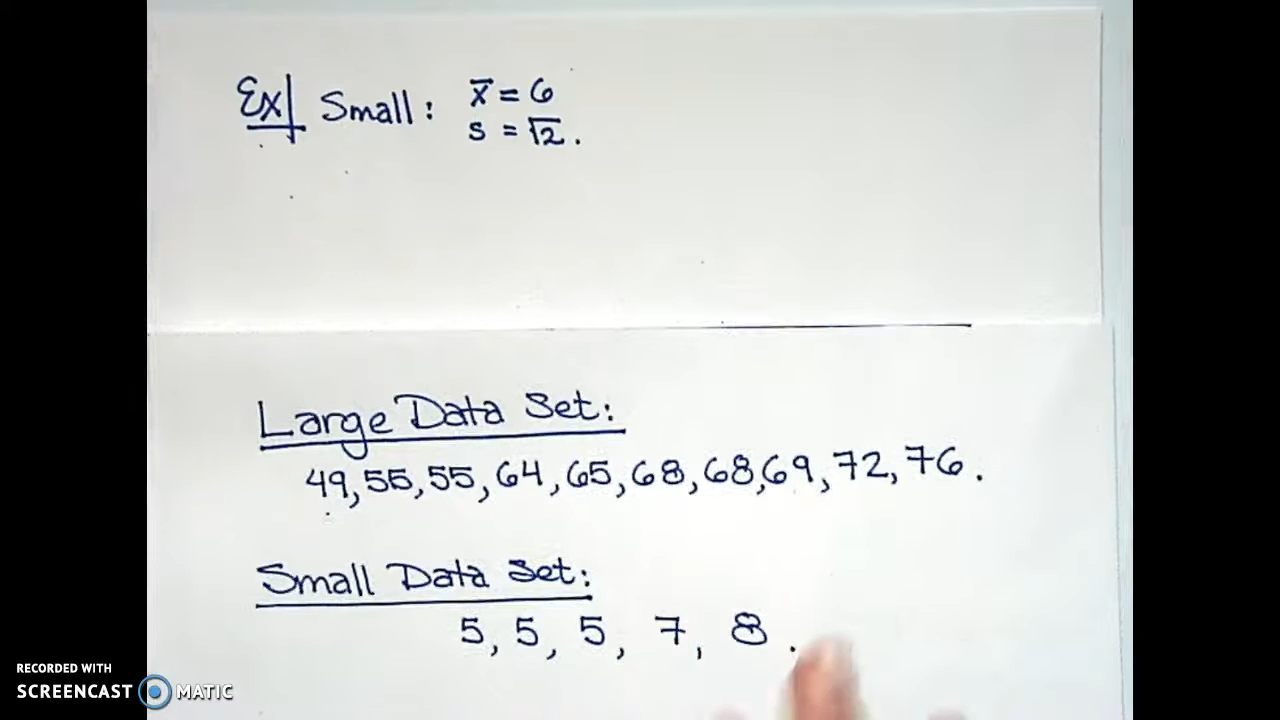 Ex| Small: x̄ = 6
s = √2.
Large Data Set:
49, 55, 55, 64, 65, 68, 68, 69, 72, 76.
Small Data Set:
5, 5, 5, 7, 8.
RECORDED WITH
SCREENCAST MATIC